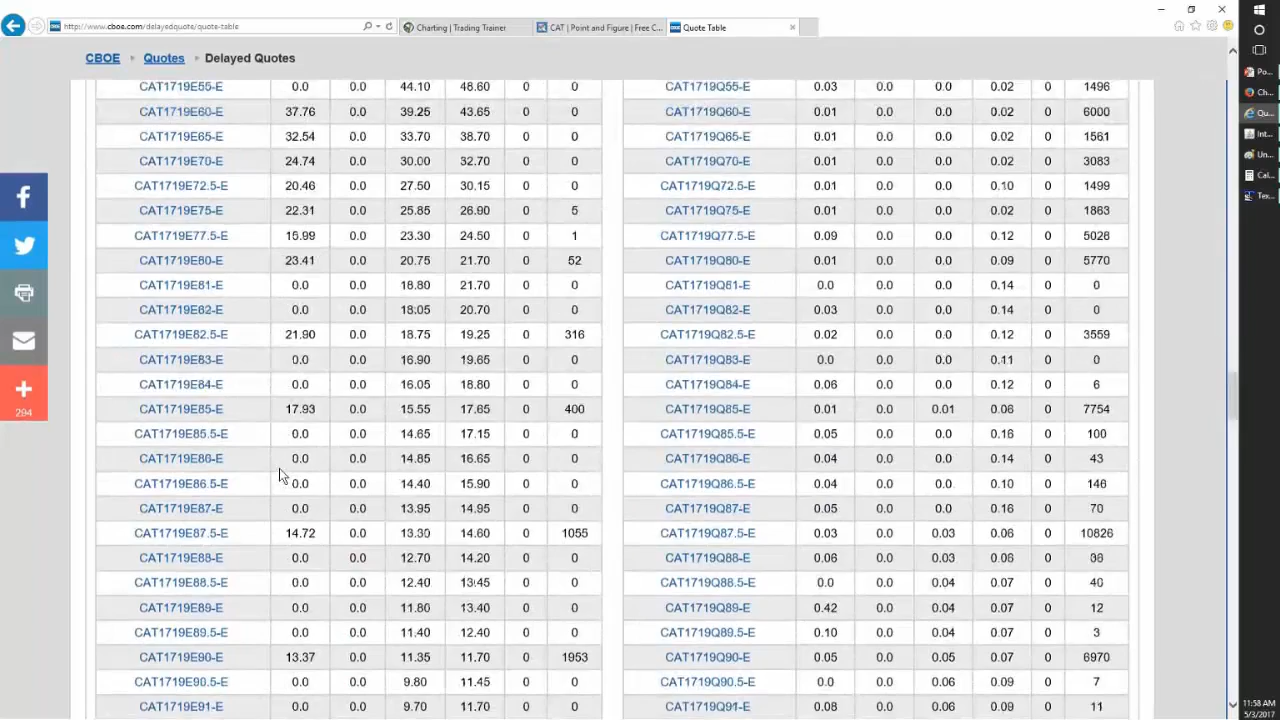 http://www.cboe.com/delayedquote/quote-table
Charting | Trading Trainer
CAT | Point and Figure | Free C...
Quote Table
CBOE Quotes Delayed Quotes
CAT1719E55-E 0.0 0.0 44.10 48.60 0 0 CAT1719Q55-E 0.03 0.0 0.0 0.02 0 1496
CAT1719E60-E 37.76 0.0 39.25 43.65 0 0 CAT1719Q60-E 0.01 0.0 0.0 0.02 0 6000
CAT1719E65-E 32.54 0.0 33.70 38.70 0 0 CAT1719Q65-E 0.01 0.0 0.0 0.02 0 1561
CAT1719E70-E 24.74 0.0 30.00 32.70 0 0 CAT1719Q70-E 0.01 0.0 0.0 0.02 0 3083
CAT1719E72.5-E 20.46 0.0 27.50 30.15 0 0 CAT1719Q72.5-E 0.01 0.0 0.0 0.10 0 1499
CAT1719E75-E 22.31 0.0 25.85 26.90 0 5 CAT1719Q75-E 0.01 0.0 0.0 0.02 0 1863
CAT1719E77.5-E 15.99 0.0 23.30 24.50 0 1 CAT1719Q77.5-E 0.09 0.0 0.0 0.12 0 5028
CAT1719E80-E 23.41 0.0 20.75 21.70 0 52 CAT1719Q80-E 0.01 0.0 0.0 0.09 0 5770
CAT1719E81-E 0.0 0.0 18.80 21.70 0 0 CAT1719Q81-E 0.0 0.0 0.0 0.14 0 0
CAT1719E82-E 0.0 0.0 18.05 20.70 0 0 CAT1719Q82-E 0.03 0.0 0.0 0.14 0 0
CAT1719E82.5-E 21.90 0.0 18.75 19.25 0 316 CAT1719Q82.5-E 0.02 0.0 0.0 0.12 0 3559
CAT1719E83-E 0.0 0.0 16.90 19.65 0 0 CAT1719Q83-E 0.0 0.0 0.0 0.11 0 0
CAT1719E84-E 0.0 0.0 16.05 18.80 0 0 CAT1719Q84-E 0.06 0.0 0.0 0.12 0 6
CAT1719E85-E 17.93 0.0 15.55 17.65 0 400 CAT1719Q85-E 0.01 0.0 0.01 0.06 0 7754
CAT1719E85.5-E 0.0 0.0 14.65 17.15 0 0 CAT1719Q85.5-E 0.05 0.0 0.0 0.16 0 100
CAT1719E86-E 0.0 0.0 14.85 16.65 0 0 CAT1719Q86-E 0.04 0.0 0.0 0.14 0 43
CAT1719E86.5-E 0.0 0.0 14.40 15.90 0 0 CAT1719Q86.5-E 0.04 0.0 0.0 0.10 0 146
CAT1719E87-E 0.0 0.0 13.95 14.95 0 0 CAT1719Q87-E 0.05 0.0 0.0 0.16 0 70
CAT1719E87.5-E 14.72 0.0 13.30 14.60 0 1055 CAT1719Q87.5-E 0.03 0.0 0.03 0.06 0 10826
CAT1719E88-E 0.0 0.0 12.70 14.20 0 0 CAT1719Q88-E 0.06 0.0 0.03 0.06 0
CAT1719E88.5-E 0.0 0.0 12.40 13.45 0 0 CAT1719Q88.5-E 0.0 0.0 0.04 0.07 0 40
CAT1719E89-E 0.0 0.0 11.80 13.40 0 0 CAT1719Q89-E 0.42 0.0 0.04 0.07 0 12
CAT1719E89.5-E 0.0 0.0 11.40 12.40 0 0 CAT1719Q89.5-E 0.10 0.0 0.04 0.07 0 3
CAT1719E90-E 13.37 0.0 11.35 11.70 0 1953 CAT1719Q90-E 0.05 0.0 0.05 0.07 0 6970
CAT1719E90.5-E 0.0 0.0 9.80 11.45 0 0 CAT1719Q90.5-E 0.0 0.0 0.06 0.09 0 7
CAT1719E91-E 0.0 0.0 9.70 11.70 0 0 CAT1719Q91-E 0.08 0.0 0.06 0.09 0 11
294
Po...
Ch...
Qu...
Int...
Un...
Cal...
Tex...
11:58 AM
5/3/2017